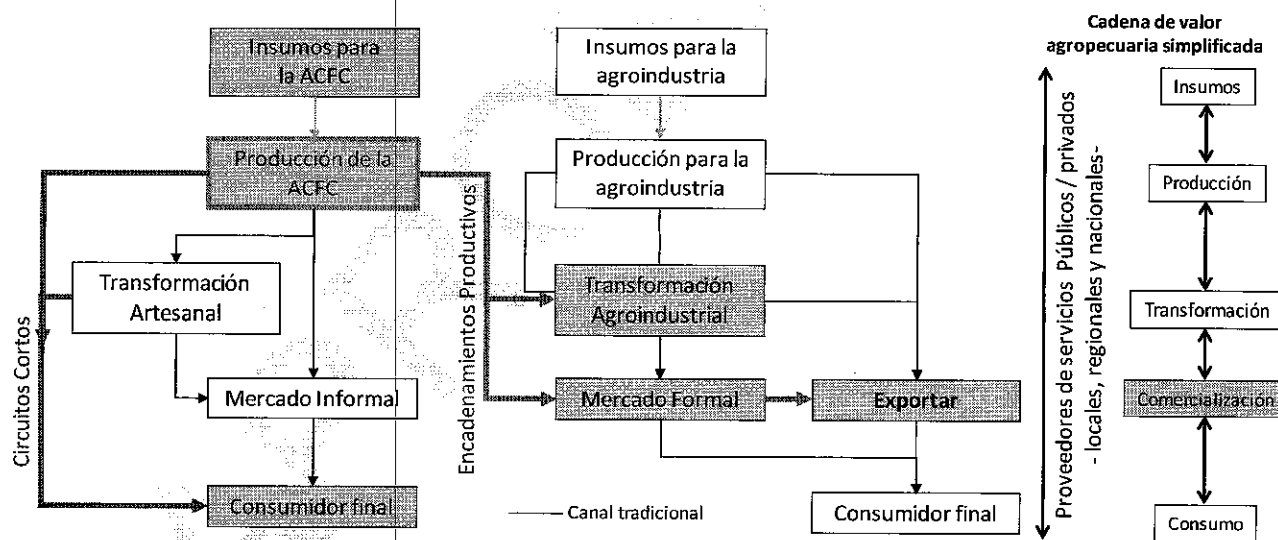 Insumos para
la ACFC
Producción de la
ACFC
Transformación
Artesanal
Mercado Informal
Consumidor final
Circuitos Cortos
Encadenamientos Productivos
Insumos para la
agroindustria
Producción para la
agroindustria
Transformación
Agroindustrial
Mercado Formal
Exportar
Consumidor final
Canal tradicional
Proveedores de servicios Públicos / privados
- locales, regionales y nacionales-
Cadena de valor
agropecuaria simplificada
Insumos
Producción
Transformación
Comercialización
Consumo